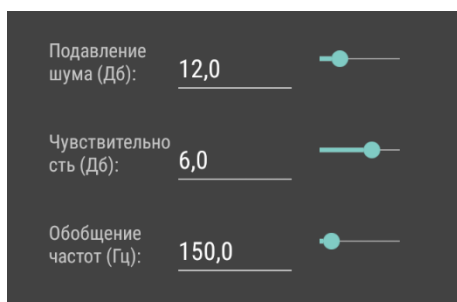 Подавление
шума (Дб):
12,0
Чувствительно
сть (Дб):
6,0
Обобщение
частот (Гц):
150,0